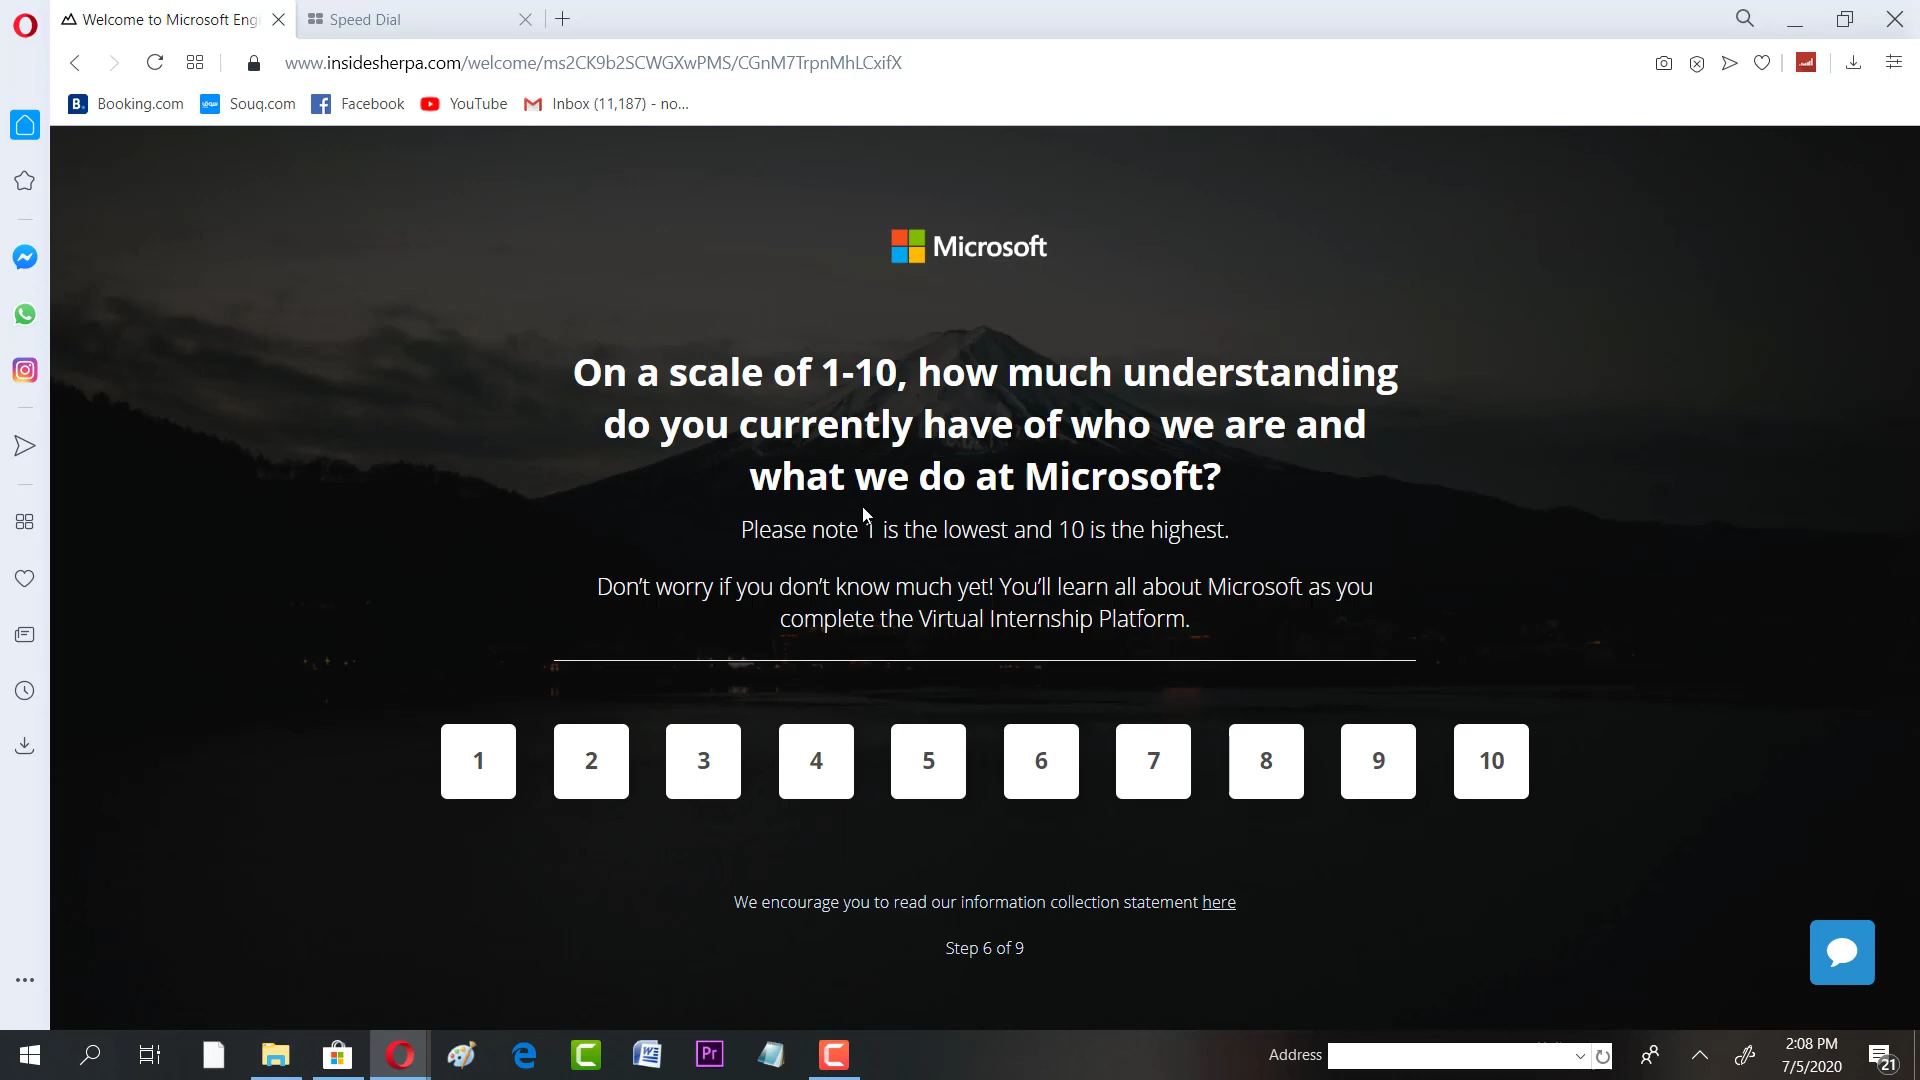 Welcome to Microsoft Engi
Speed Dial
www.insidesherpa.com/welcome/ms2CK9b2SCWGXwPMS/CGnM7TrpnMhLCxifX
B. Booking.com
Souq.com
Facebook
YouTube
Inbox (11,187) - no...
Microsoft
On a scale of 1-10, how much understanding
do you currently have of who we are and
what we do at Microsoft?
Please note 1 is the lowest and 10 is the highest.
Don't worry if you don't know much yet! You'll learn all about Microsoft as you
complete the Virtual Internship Platform.
1 2 3 4 5 6 7 8 9 10
We encourage you to read our information collection statement here
Step 6 of 9
Pr
Address
2:08 PM
7/5/2020
21